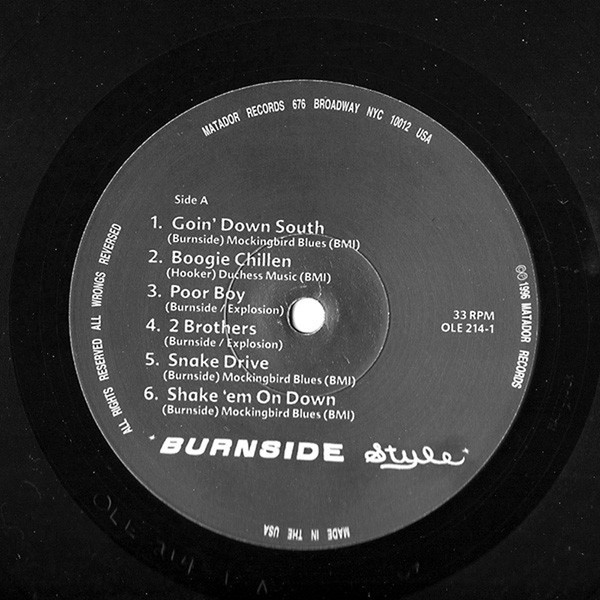 MATADOR RECORDS 676 BROADWAY NYC 10012 USA
Side A
1. Goin' Down South
(Burnside) Mockingbird Blues (BMI)
2. Boogie Chillen
(Hooker) Duchess Music (BMI)
3. Poor Boy
(Burnside / Explosion)
4. 2 Brothers
(Burnside / Explosion)
5. Snake Drive
(Burnside) Mockingbird Blues (BMI)
6. Shake 'em On Down
(Burnside) Mockingbird Blues (BMI)
33 RPM
OLE 214-1
"BURNSIDE Style"
ALL RIGHTS RESERVED ALL WRONGS REVERSED
©℗ 1996 MATADOR RECORDS
MADE IN THE USA